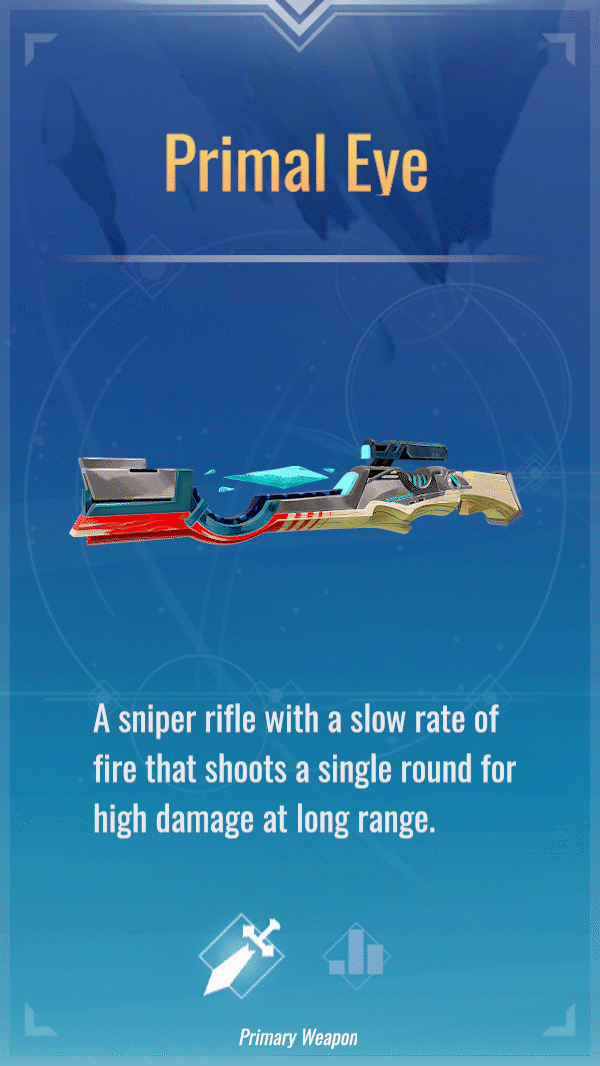 Primal Eye
A sniper rifle with a slow rate of
fire that shoots a single round for
high damage at long range.
Primary Weapon